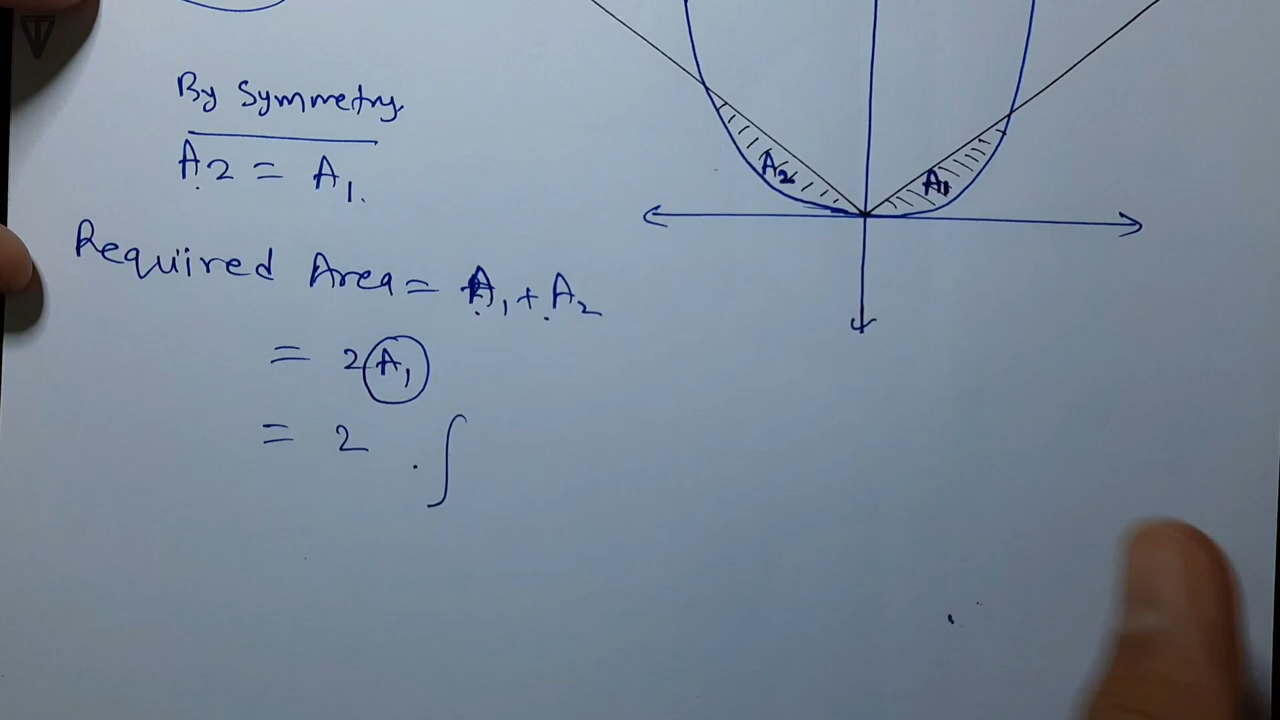 By Symmetry
A2 = A1.
Required Area = A1 + A2
= 2 A1
= 2 . ∫
A2
A1